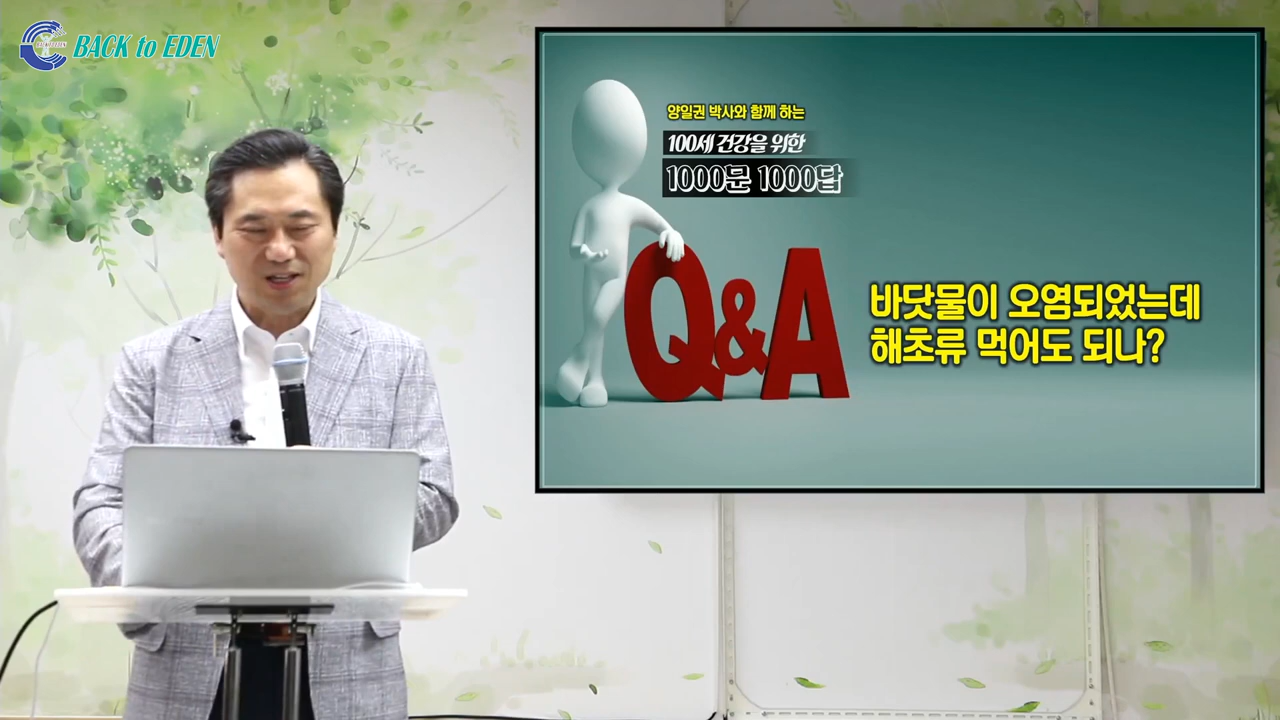 BACK to EDEN
양일권 박사와 함께 하는
100세 건강을 위한
1000문 1000답
Q&A
바닷물이 오염되었는데
해초류 먹어도 되나?